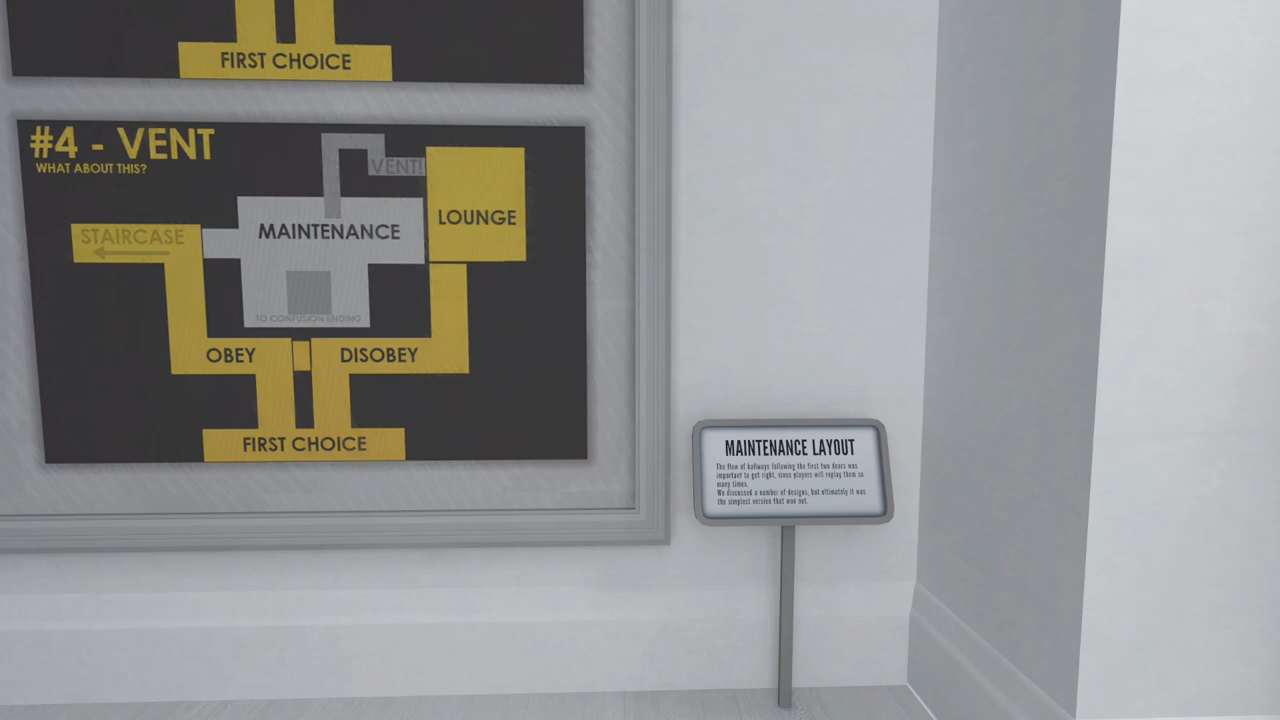 FIRST CHOICE
#4 - VENT
WHAT ABOUT THIS?
VENT!
LOUNGE
MAINTENANCE
STAIRCASE
TO CONFUSION ENDING
OBEY
DISOBEY
FIRST CHOICE
MAINTENANCE LAYOUT
The flow of hallways following the first two doors was
important to get right, since players will replay them so
many times.
We discussed a number of designs, but ultimately it was
the simplest version that won out.